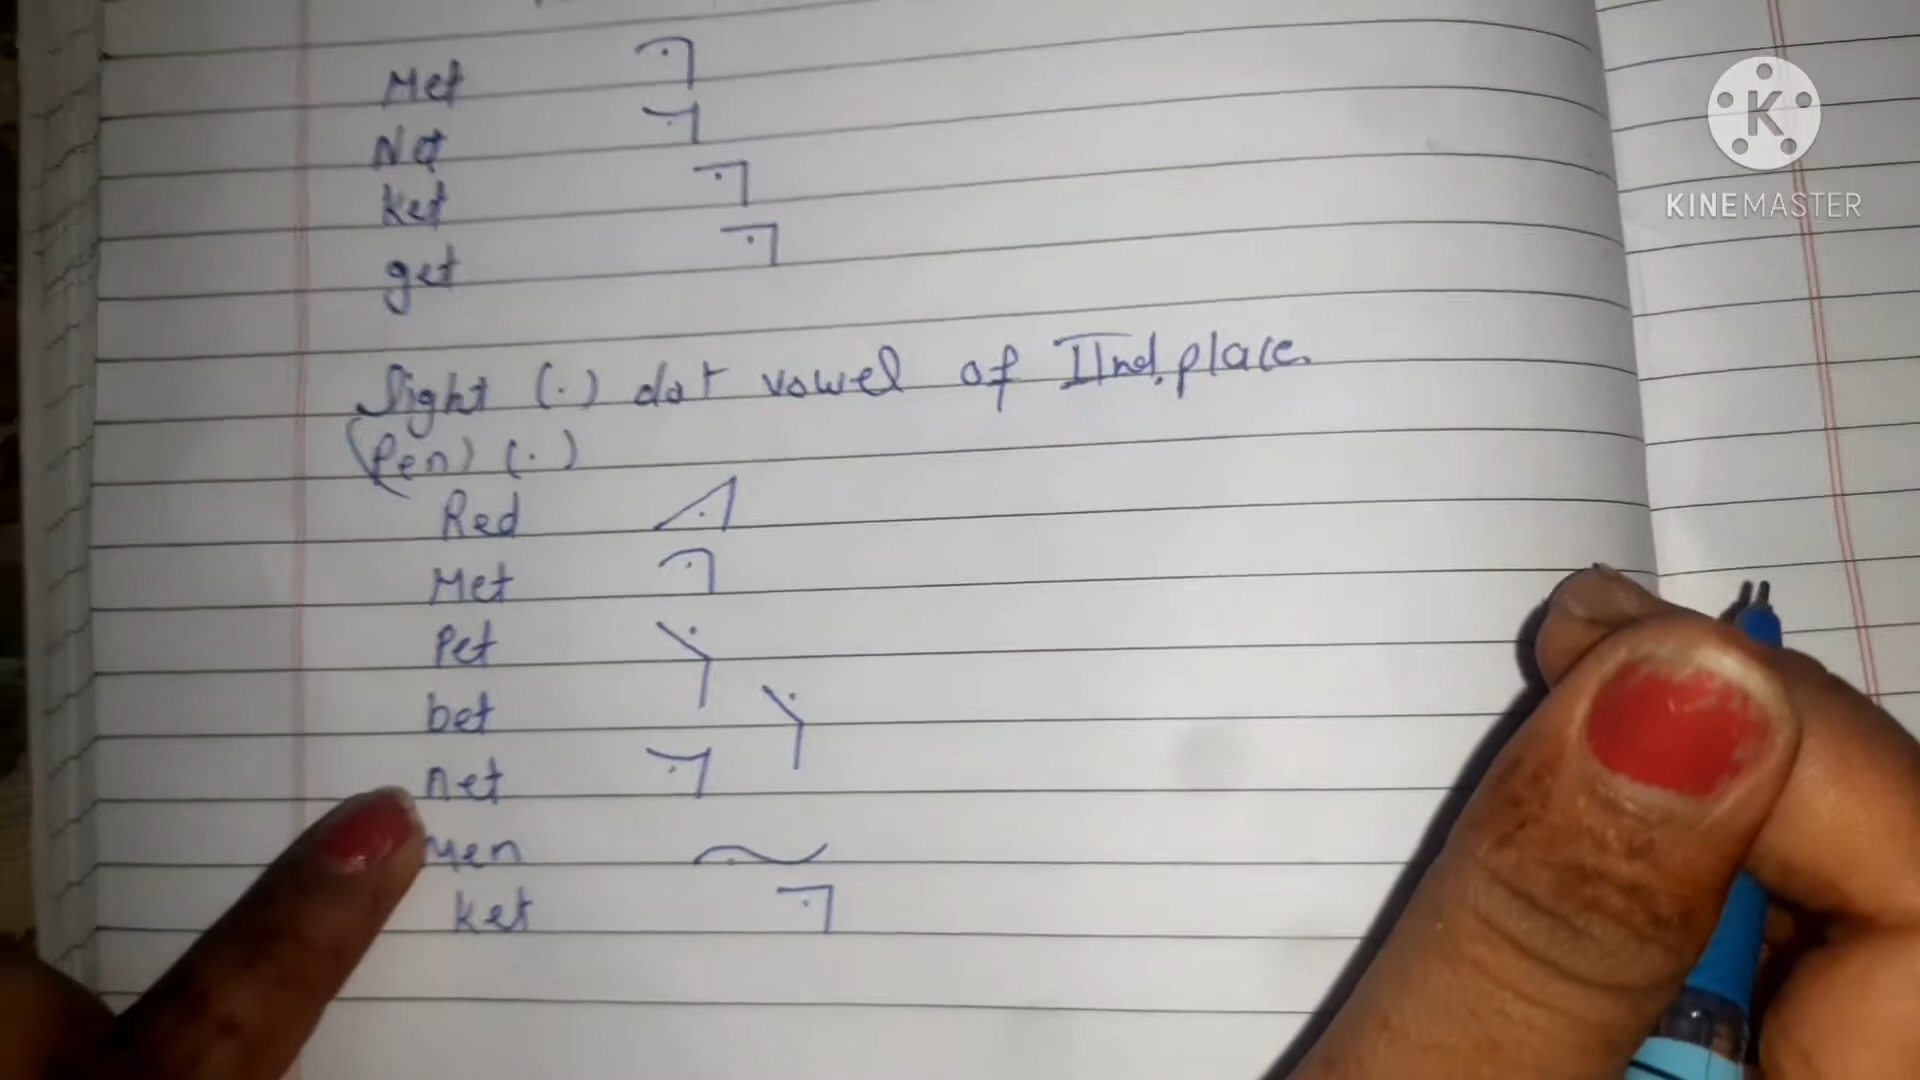 Met
Net
Ket
get
Slight (.) dot vowel of IInd. place.
(Pen) (.)
Red
Met
Pet
bet
net
Men
Ket
K
KINEMASTER